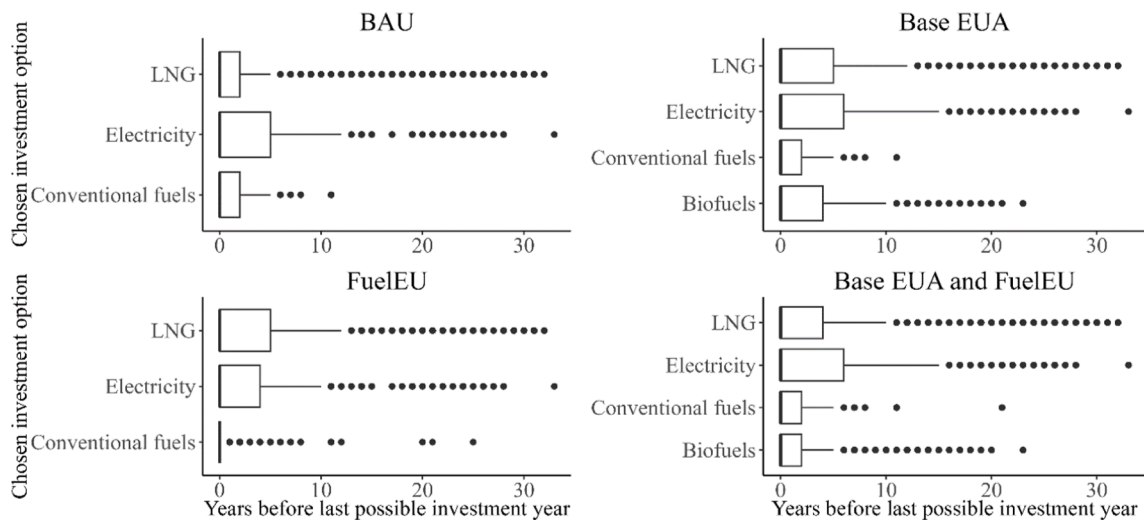 BAU
Chosen investment option
LNG
Electricity
Conventional fuels
0 10 20 30
Base EUA
LNG
Electricity
Conventional fuels
Biofuels
0 10 20 30
FuelEU
Chosen investment option
LNG
Electricity
Conventional fuels
0 10 20 30
Years before last possible investment year
Base EUA and FuelEU
LNG
Electricity
Conventional fuels
Biofuels
0 10 20 30
Years before last possible investment year